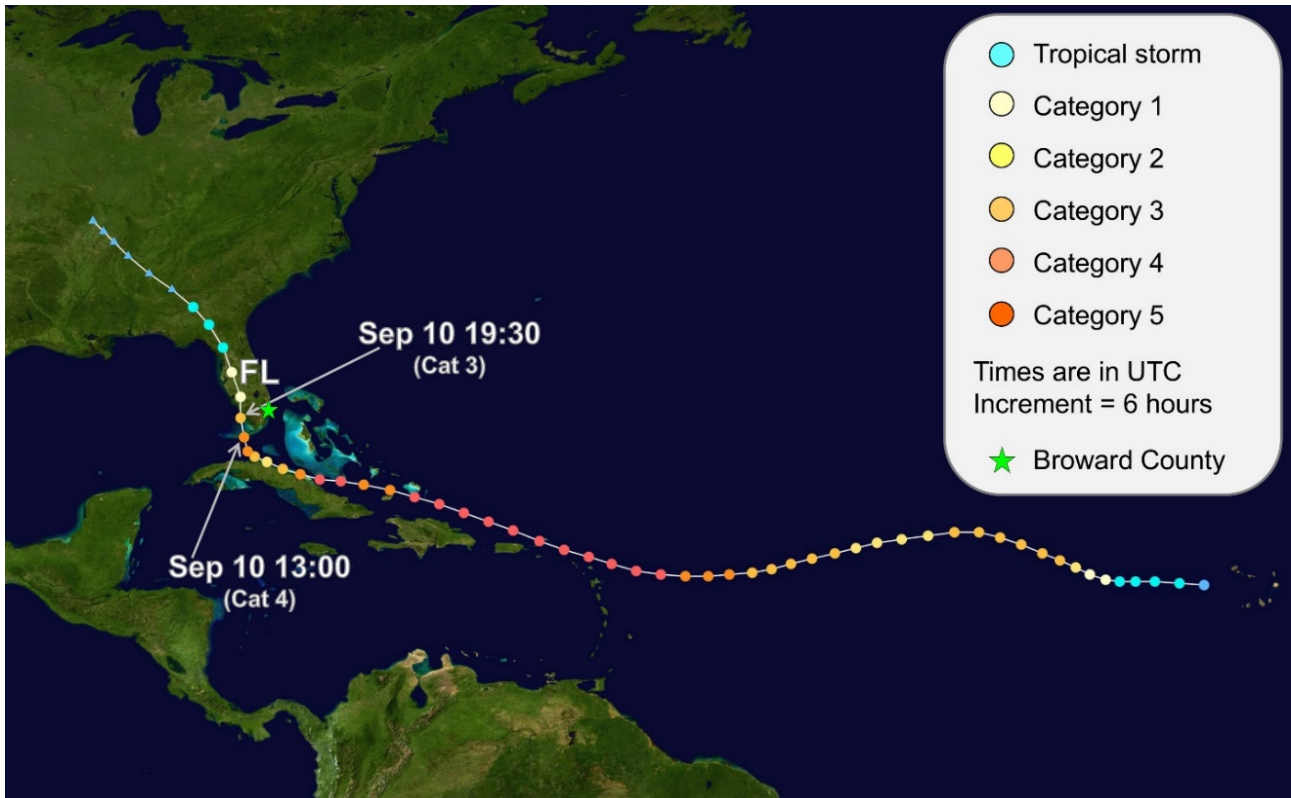 Tropical storm
Category 1
Category 2
Category 3
Category 4
Category 5
Times are in UTC
Increment = 6 hours
Broward County
Sep 10 19:30
(Cat 3)
FL
Sep 10 13:00
(Cat 4)